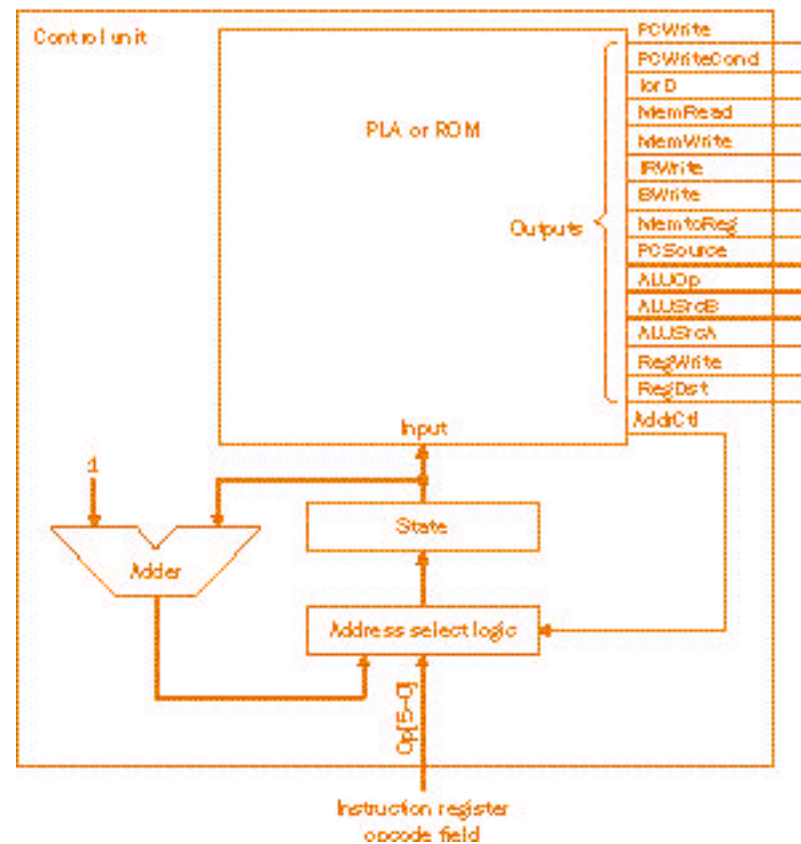 Control unit
PCWrite
PCWriteCond
IorD
PLA or ROM
MemRead
MemWrite
IRWrite
BWrite
Outputs
MemtoReg
PCSource
ALUOp
ALUSrcB
ALUSrcA
RegWrite
RegDst
Input
AddrCtl
1
State
Adder
Address select logic
Op[5–0]
Instruction register
opcode field